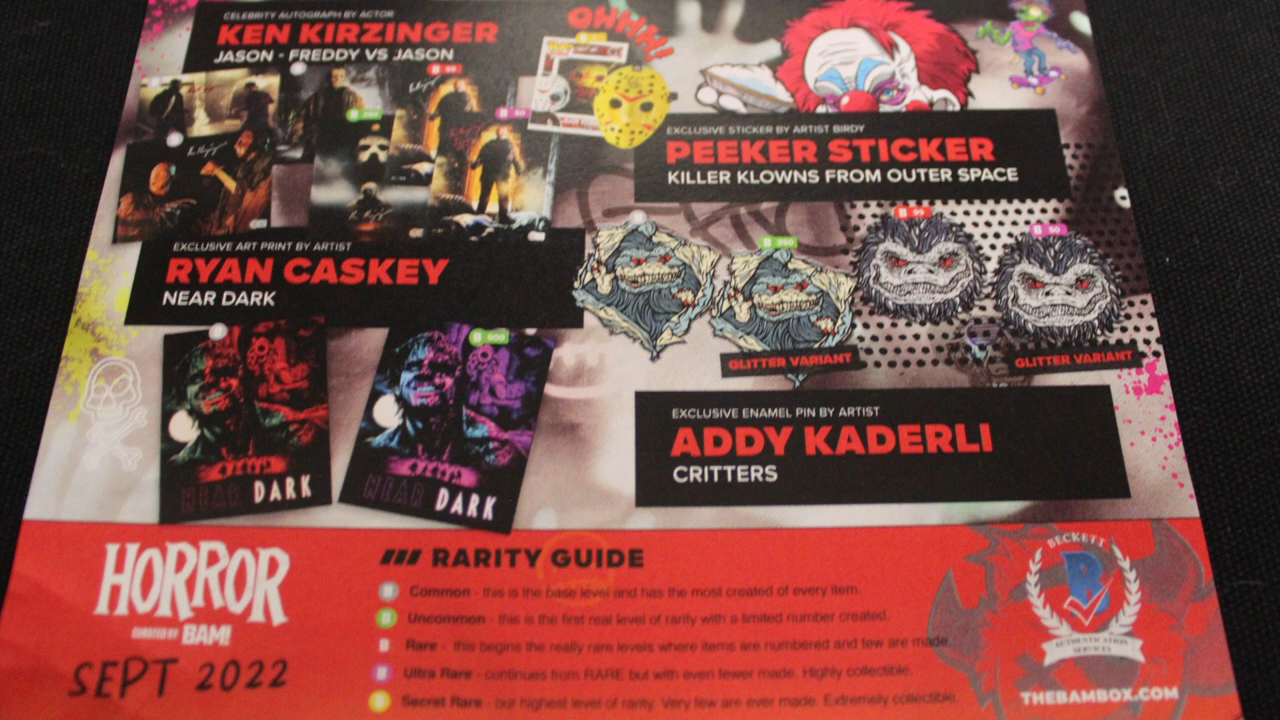 CELEBRITY AUTOGRAPH BY ACTOR
KEN KIRZINGER
JASON - FREDDY VS JASON
OHHH!
B 99
B 250
B 50
EXCLUSIVE STICKER BY ARTIST BIRDY
PEEKER STICKER
KILLER KLOWNS FROM OUTER SPACE
EXCLUSIVE ART PRINT BY ARTIST
RYAN CASKEY
NEAR DARK
B 500
NEAR DARK
NEAR DARK
B 99
B 50
GLITTER VARIANT
GLITTER VARIANT
EXCLUSIVE ENAMEL PIN BY ARTIST
ADDY KADERLI
CRITTERS
HORROR
CURATED BY BAM!
SEPT 2022
RARITY GUIDE
B Common - this is the base level and has the most created of every item.
B Uncommon - this is the first real level of rarity with a limited number created.
B Rare - this begins the really rare levels where items are numbered and few are made.
B Ultra Rare - continues from RARE but with even fewer made. Highly collectible.
B Secret Rare - our highest level of rarity. Very few are ever made. Extremely collectible.
BECKETT
B
AUTHENTICATION
SERVICES
THEBAMBOX.COM